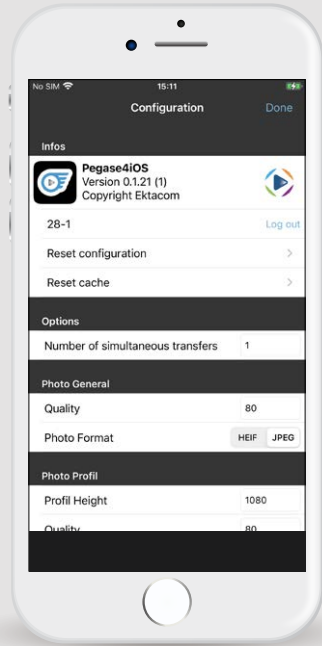 No SIM 15:11
Configuration Done
Infos
Pegase4iOS
Version 0.1.21 (1)
Copyright Ektacom
28-1 Log out
Reset configuration
Reset cache
Options
Number of simultaneous transfers 1
Photo General
Quality 80
Photo Format HEIF JPEG
Photo Profil
Profil Height 1080
Quality 80